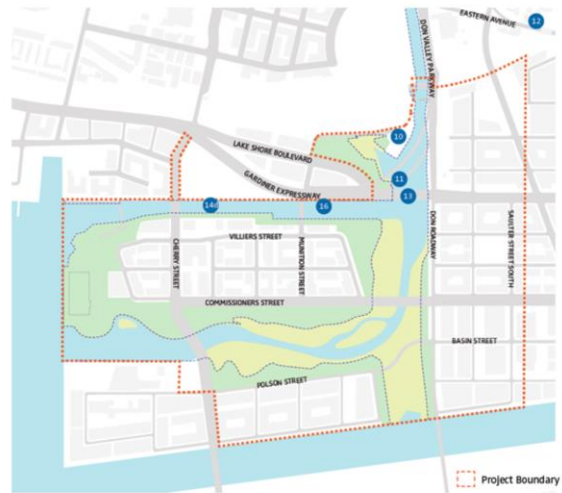 EASTERN AVENUE
12
DON VALLEY PARKWAY
10
LAKE SHORE BOULEVARD
11
GARDINER EXPRESSWAY
13
14d
16
VILLIERS STREET
CHERRY STREET
MUNITION STREET
DON ROADWAY
SAULTER STREET SOUTH
COMMISSIONERS STREET
BASIN STREET
POLSON STREET
Project Boundary